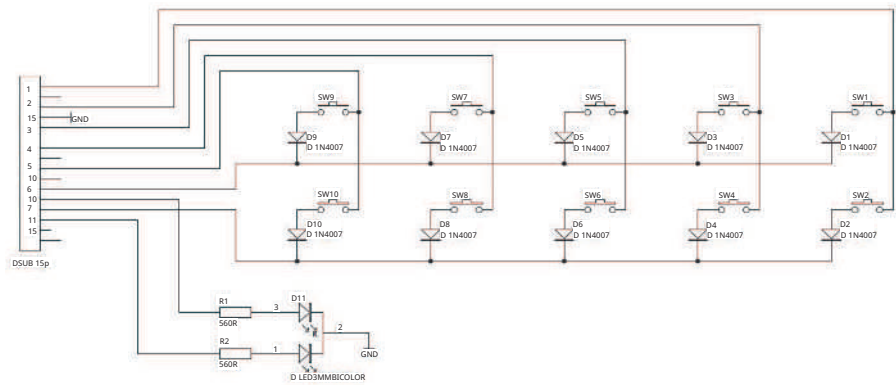 1
2
15
GND
3
4
5
10
6
10
7
11
15
DSUB 15p
SW9
SW7
SW5
SW3
SW1
D9
D 1N4007
D7
D 1N4007
D5
D 1N4007
D3
D 1N4007
D1
D 1N4007
SW10
SW8
SW6
SW4
SW2
D10
D 1N4007
D8
D 1N4007
D6
D 1N4007
D4
D 1N4007
D2
D 1N4007
R1
560R
3
D11
2
GND
R2
560R
1
D LED3MMBICOLOR